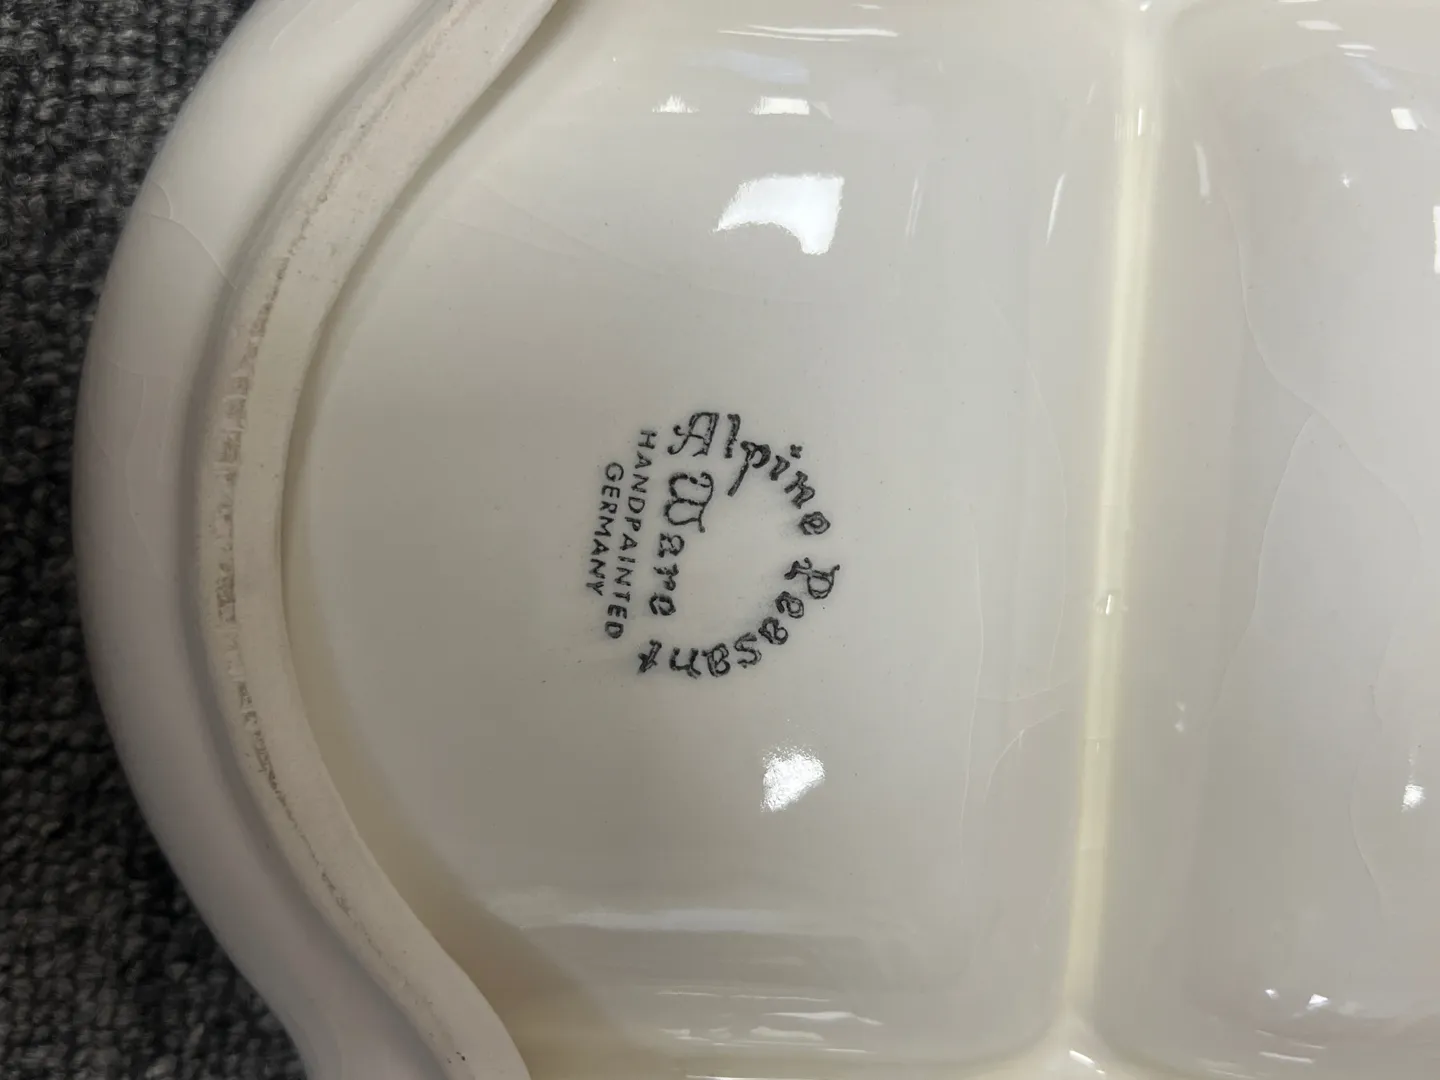 Alpine Peasant
Ware
HANDPAINTED
GERMANY